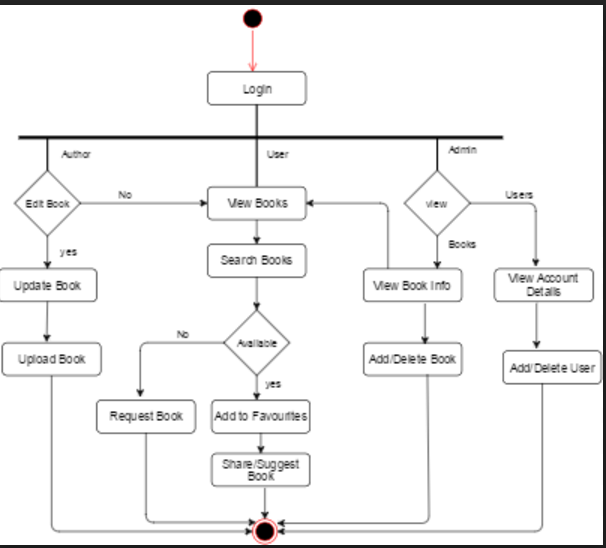 Login
Author
User
Admin
Edit Book
No
View Books
view
Users
yes
Books
Search Books
Update Book
View Book Info
View Account
Details
No
Available
Upload Book
Add/Delete Book
Add/Delete User
yes
Request Book
Add to Favourites
Share/Suggest
Book